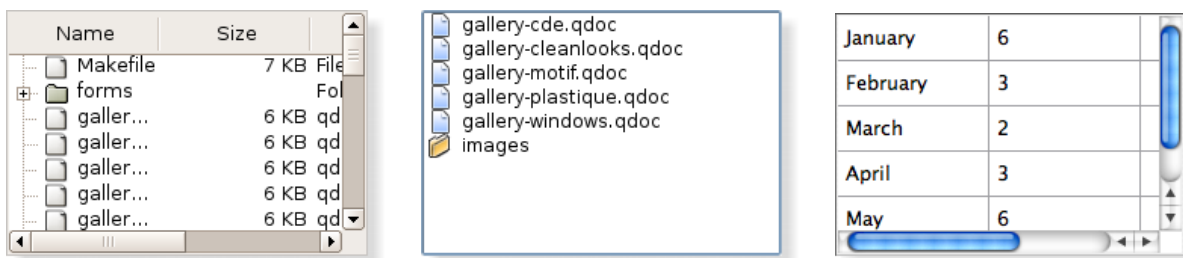 Name Size
Makefile 7 KB File
forms Fol
galler... 6 KB qd
galler... 6 KB qd
galler... 6 KB qd
galler... 6 KB qd
galler... 6 KB qd
gallery-cde.qdoc
gallery-cleanlooks.qdoc
gallery-motif.qdoc
gallery-plastique.qdoc
gallery-windows.qdoc
images
January 6
February 3
March 2
April 3
May 6